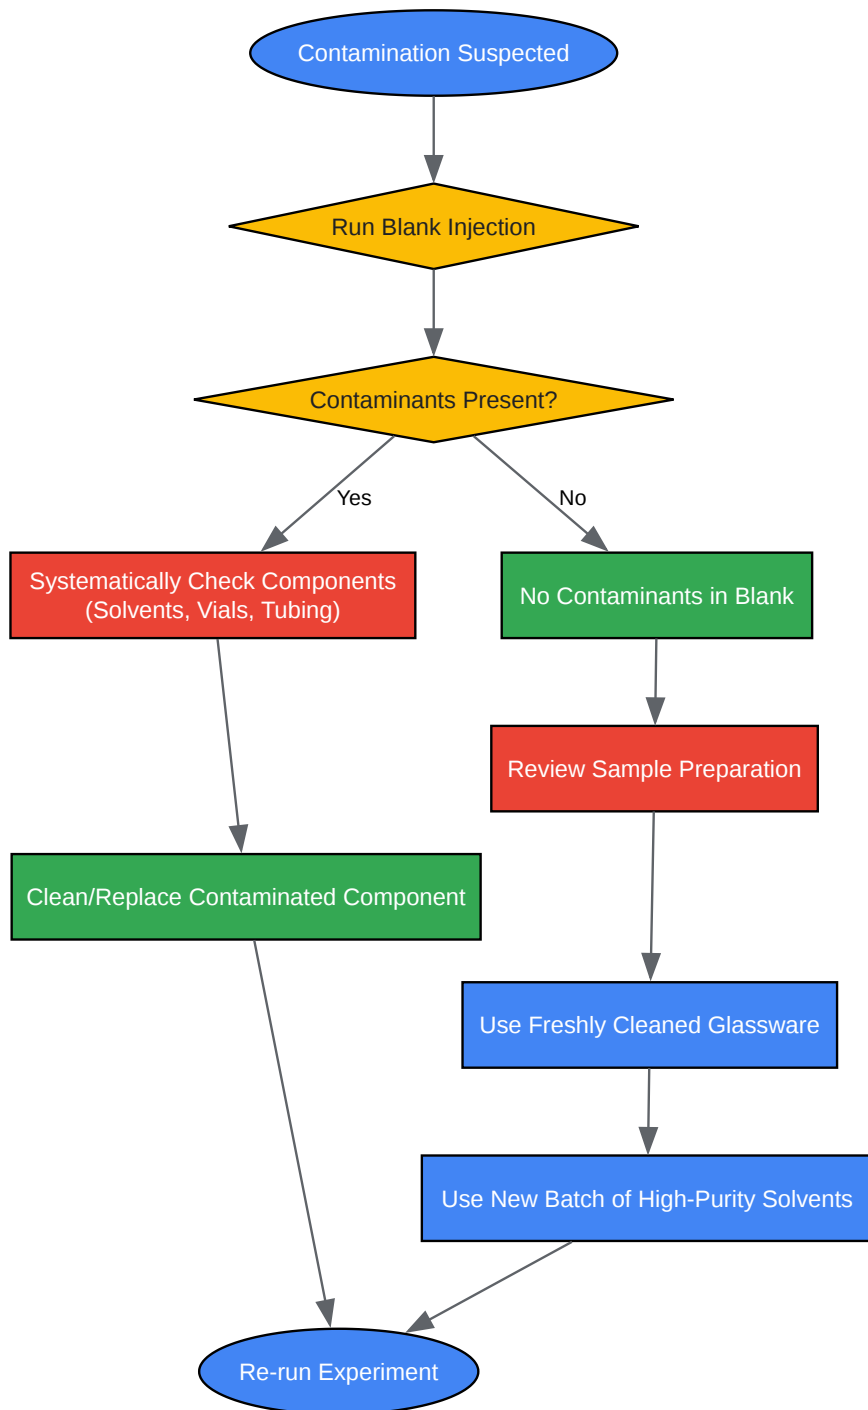 Contamination Suspected
Run Blank Injection
Contaminants Present?
Yes
No
Systematically Check Components
(Solvents, Vials, Tubing)
No Contaminants in Blank
Review Sample Preparation
Clean/Replace Contaminated Component
Use Freshly Cleaned Glassware
Use New Batch of High-Purity Solvents
Re-run Experiment